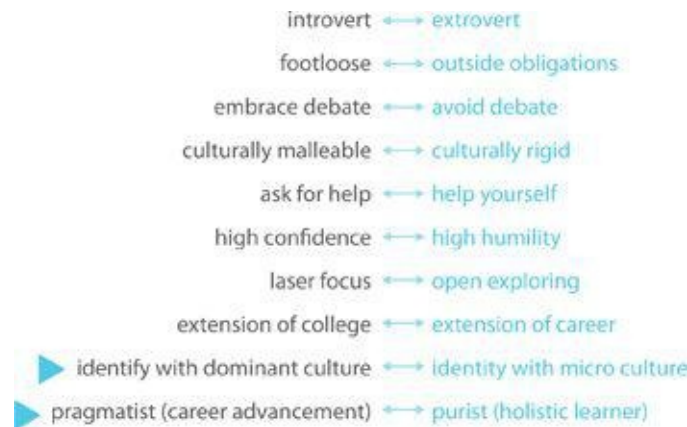 introvert ↔ extrovert
footloose ↔ outside obligations
embrace debate ↔ avoid debate
culturally malleable ↔ culturally rigid
ask for help ↔ help yourself
high confidence ↔ high humility
laser focus ↔ open exploring
extension of college ↔ extension of career
identify with dominant culture ↔ identity with micro culture
pragmatist (career advancement) ↔ purist (holistic learner)